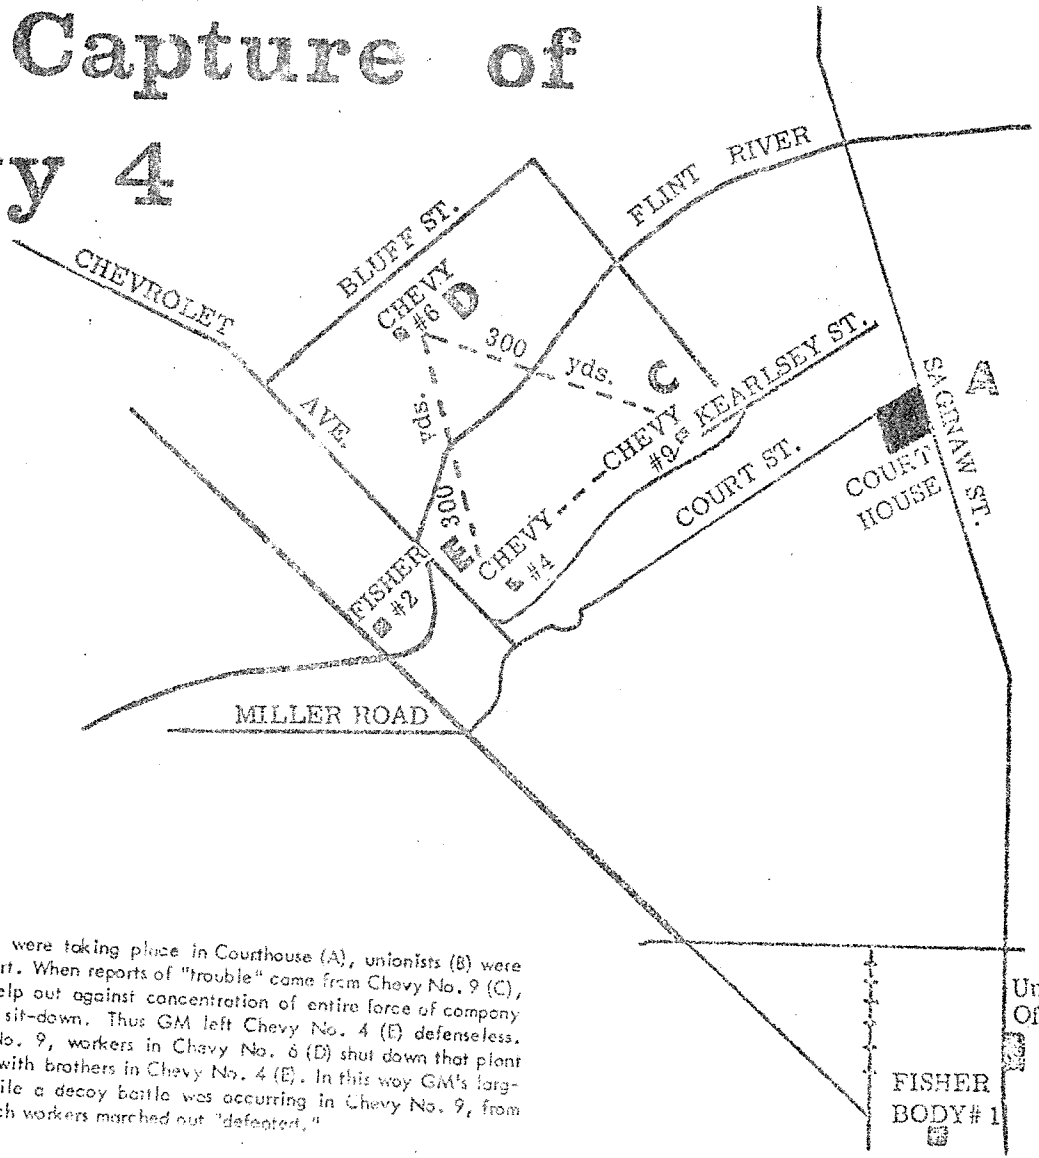 Capture of
y 4
FLINT RIVER
BLUFF ST.
CHEVROLET
AVE.
CHEVY
#6
D
300 yds.
C
KEARLSEY ST.
CHEVY
#9
yds.
300
A
SAGINAW ST.
COURT ST.
COURT
HOUSE
E
CHEVY
#4
FISHER
#2
MILLER ROAD
were taking place in Courthouse (A), unionists (B) were
rt. When reports of "trouble" came from Chevy No. 9 (C),
elp out against concentration of entire force of company
sit-down. Thus GM left Chevy No. 4 (E) defenseless.
No. 9, workers in Chevy No. 6 (D) shut down that plant
with brothers in Chevy No. 4 (E). In this way GM's larg-
ile a decoy battle was occurring in Chevy No. 9, from
ch workers marched out "defeated."
Un
Of
FISHER
BODY# 1